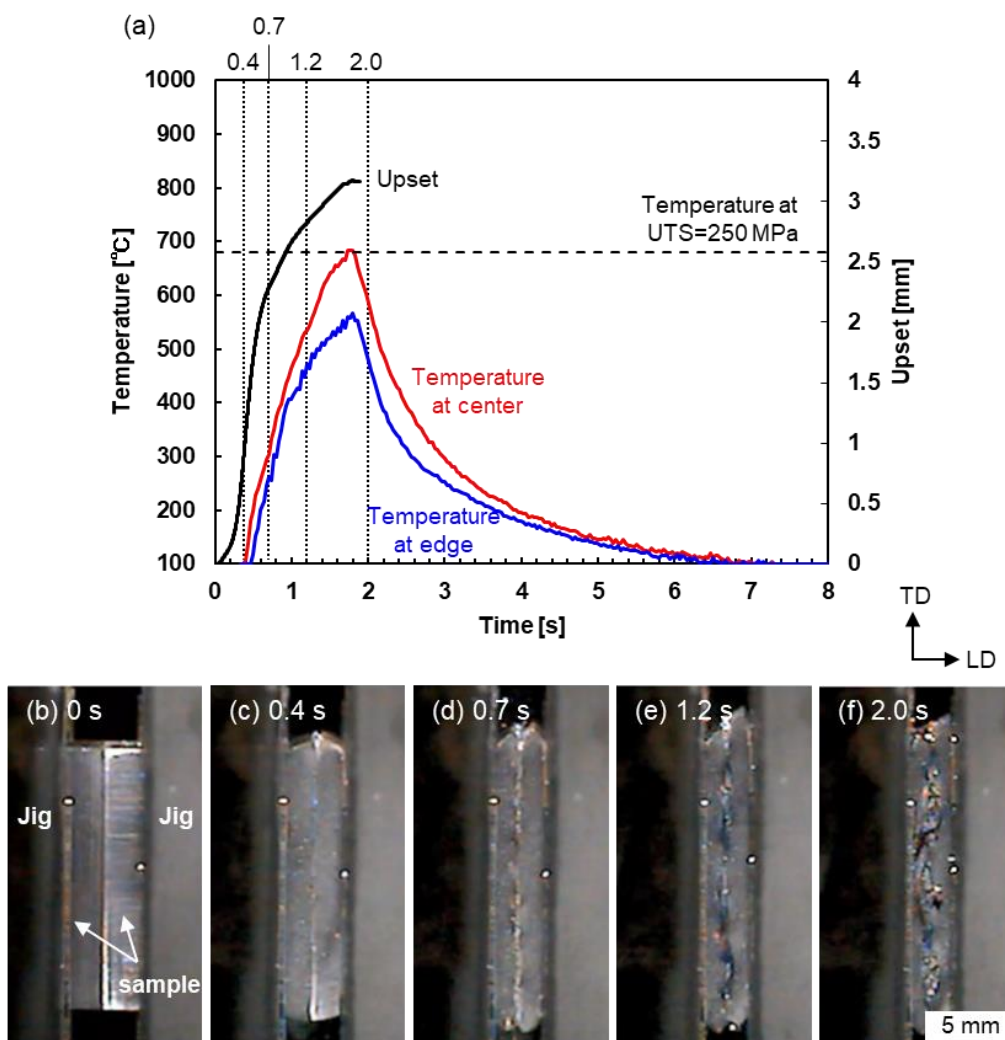 (a)
0.7
0.4 1.2 2.0
1000
900
800
700
600
500
400
300
200
100
Temperature [℃]
4
3.5
3
2.5
2
1.5
1
0.5
0
Upset [mm]
Upset
Temperature at
UTS=250 MPa
Temperature
at center
Temperature
at edge
0 1 2 3 4 5 6 7 8
Time [s]
TD
LD
(b) 0 s
(c) 0.4 s
(d) 0.7 s
(e) 1.2 s
(f) 2.0 s
Jig
Jig
sample
5 mm